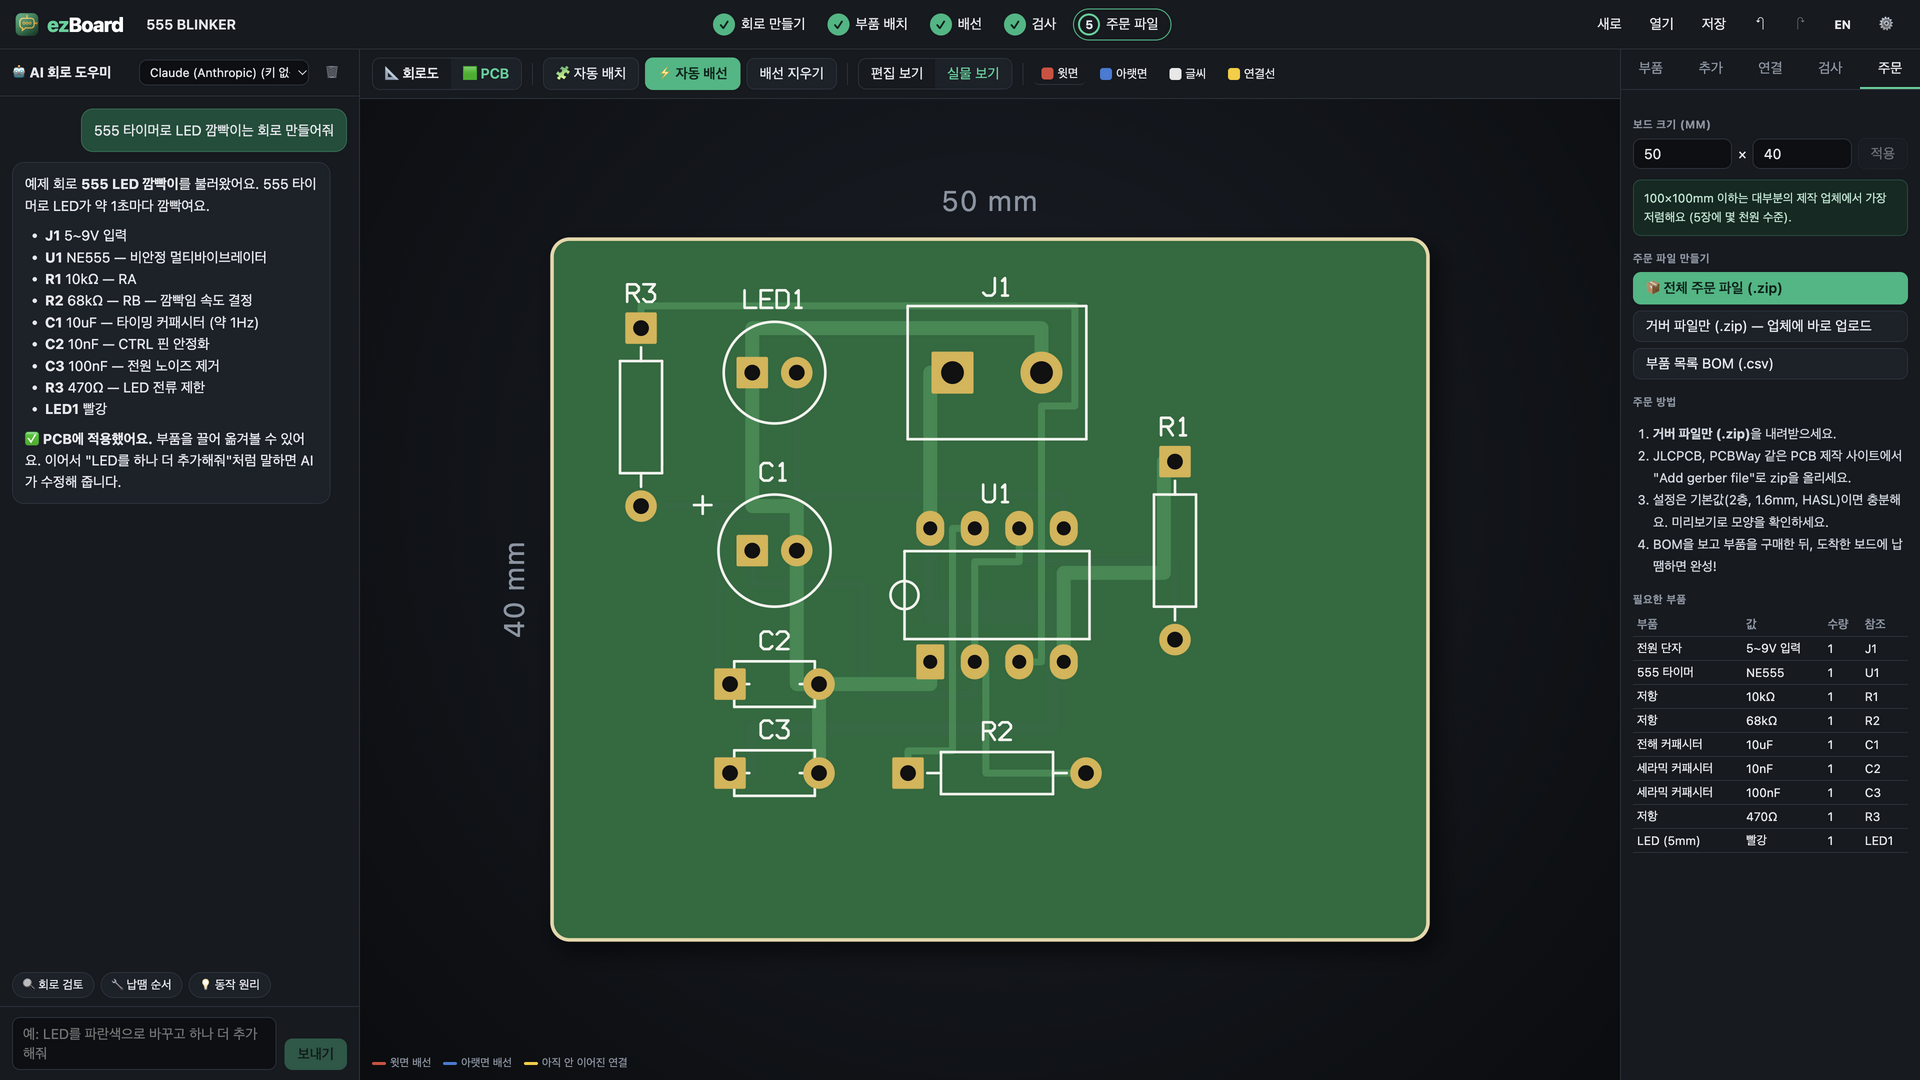 ezBoard
555 BLINKER
회로 만들기
부품 배치
배선
검사
5 주문 파일
새로
열기
저장
EN
AI 회로 도우미
Claude (Anthropic) (키 없
회로도
PCB
자동 배치
자동 배선
배선 지우기
편집 보기
실물 보기
윗면
아랫면
글씨
연결선
부품
추가
연결
검사
주문
555 타이머로 LED 깜빡이는 회로 만들어줘
예제 회로 555 LED 깜빡이를 불러왔어요. 555 타이
머로 LED가 약 1초마다 깜빡여요.
• J1 5~9V 입력
• U1 NE555 — 비안정 멀티바이브레이터
• R1 10kΩ — RA
• R2 68kΩ — RB — 깜빡임 속도 결정
• C1 10uF — 타이밍 커패시터 (약 1Hz)
• C2 10nF — CTRL 핀 안정화
• C3 100nF — 전원 노이즈 제거
• R3 470Ω — LED 전류 제한
• LED1 빨강
✅ PCB에 적용했어요. 부품을 끌어 옮겨볼 수 있어
요. 이어서 "LED를 하나 더 추가해줘"처럼 말하면 AI
가 수정해 줍니다.
회로 검토
납땜 순서
동작 원리
예: LED를 파란색으로 바꾸고 하나 더 추가
해줘
보내기
50 mm
40 mm
R3
LED1
J1
R1
C1
+
U1
C2
C3
R2
윗면 배선
아랫면 배선
아직 안 이어진 연결
보드 크기 (MM)
50 × 40 적용
100×100mm 이하는 대부분의 제작 업체에서 가장
저렴해요 (5장에 몇 천원 수준).
주문 파일 만들기
전체 주문 파일 (.zip)
거버 파일만 (.zip) — 업체에 바로 업로드
부품 목록 BOM (.csv)
주문 방법
1. 거버 파일만 (.zip)을 내려받으세요.
2. JLCPCB, PCBWay 같은 PCB 제작 사이트에서
"Add gerber file"로 zip을 올리세요.
3. 설정은 기본값(2층, 1.6mm, HASL)이면 충분해
요. 미리보기로 모양을 확인하세요.
4. BOM을 보고 부품을 구매한 뒤, 도착한 보드에 납
땜하면 완성!
필요한 부품
부품 값 수량 참조
전원 단자 5~9V 입력 1 J1
555 타이머 NE555 1 U1
저항 10kΩ 1 R1
저항 68kΩ 1 R2
전해 커패시터 10uF 1 C1
세라믹 커패시터 10nF 1 C2
세라믹 커패시터 100nF 1 C3
저항 470Ω 1 R3
LED (5mm) 빨강 1 LED1